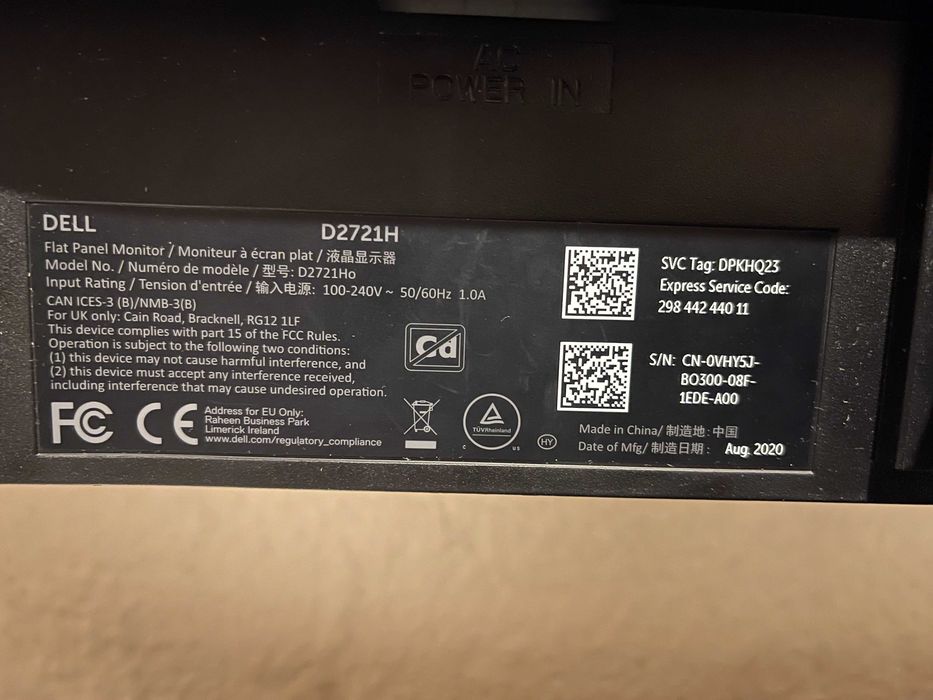 AC
POWER IN
DELL
D2721H
Flat Panel Monitor / Moniteur à écran plat / 液晶显示器
Model No. / Numéro de modèle / 型号: D2721Ho
Input Rating / Tension d'entrée / 输入电源: 100-240V ~ 50/60Hz 1.0A
CAN ICES-3 (B)/NMB-3(B)
For UK only: Cain Road, Bracknell, RG12 1LF
This device complies with part 15 of the FCC Rules.
Operation is subject to the following two conditions:
(1) this device may not cause harmful interference, and
(2) this device must accept any interference received,
including interference that may cause undesired operation.
FC CE
Address for EU Only:
Raheen Business Park
Limerick Ireland
www.dell.com/regulatory_compliance
Cd
TÜVRheinland
C US
HY
SVC Tag: DPKHQ23
Express Service Code:
298 442 440 11
S/N: CN-0VHY5J-
BO300-08F-
1EDE-A00
Made in China/ 制造地: 中国
Date of Mfg/ 制造日期: Aug. 2020